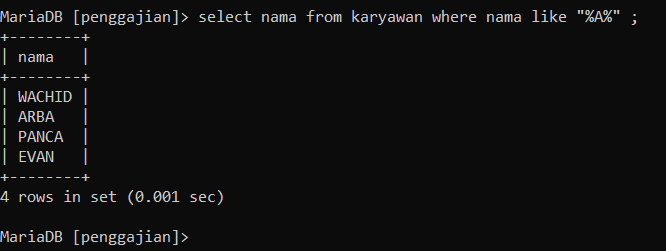 MariaDB [penggajian]> select nama from karyawan where nama like "%A%" ;
+--------+
| nama   |
+--------+
| WACHID |
| ARBA   |
| PANCA  |
| EVAN   |
+--------+
4 rows in set (0.001 sec)
MariaDB [penggajian]>